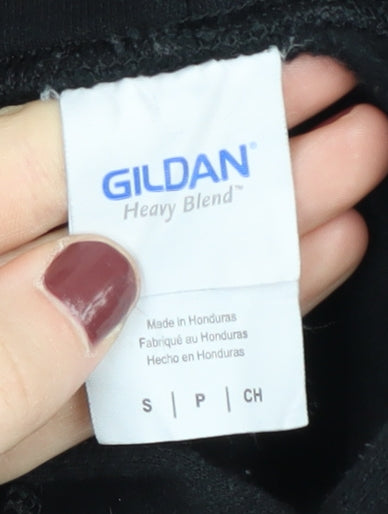 GILDAN®
Heavy Blend™
Made in Honduras
Fabriqué au Honduras
Hecho en Honduras
S | P | CH